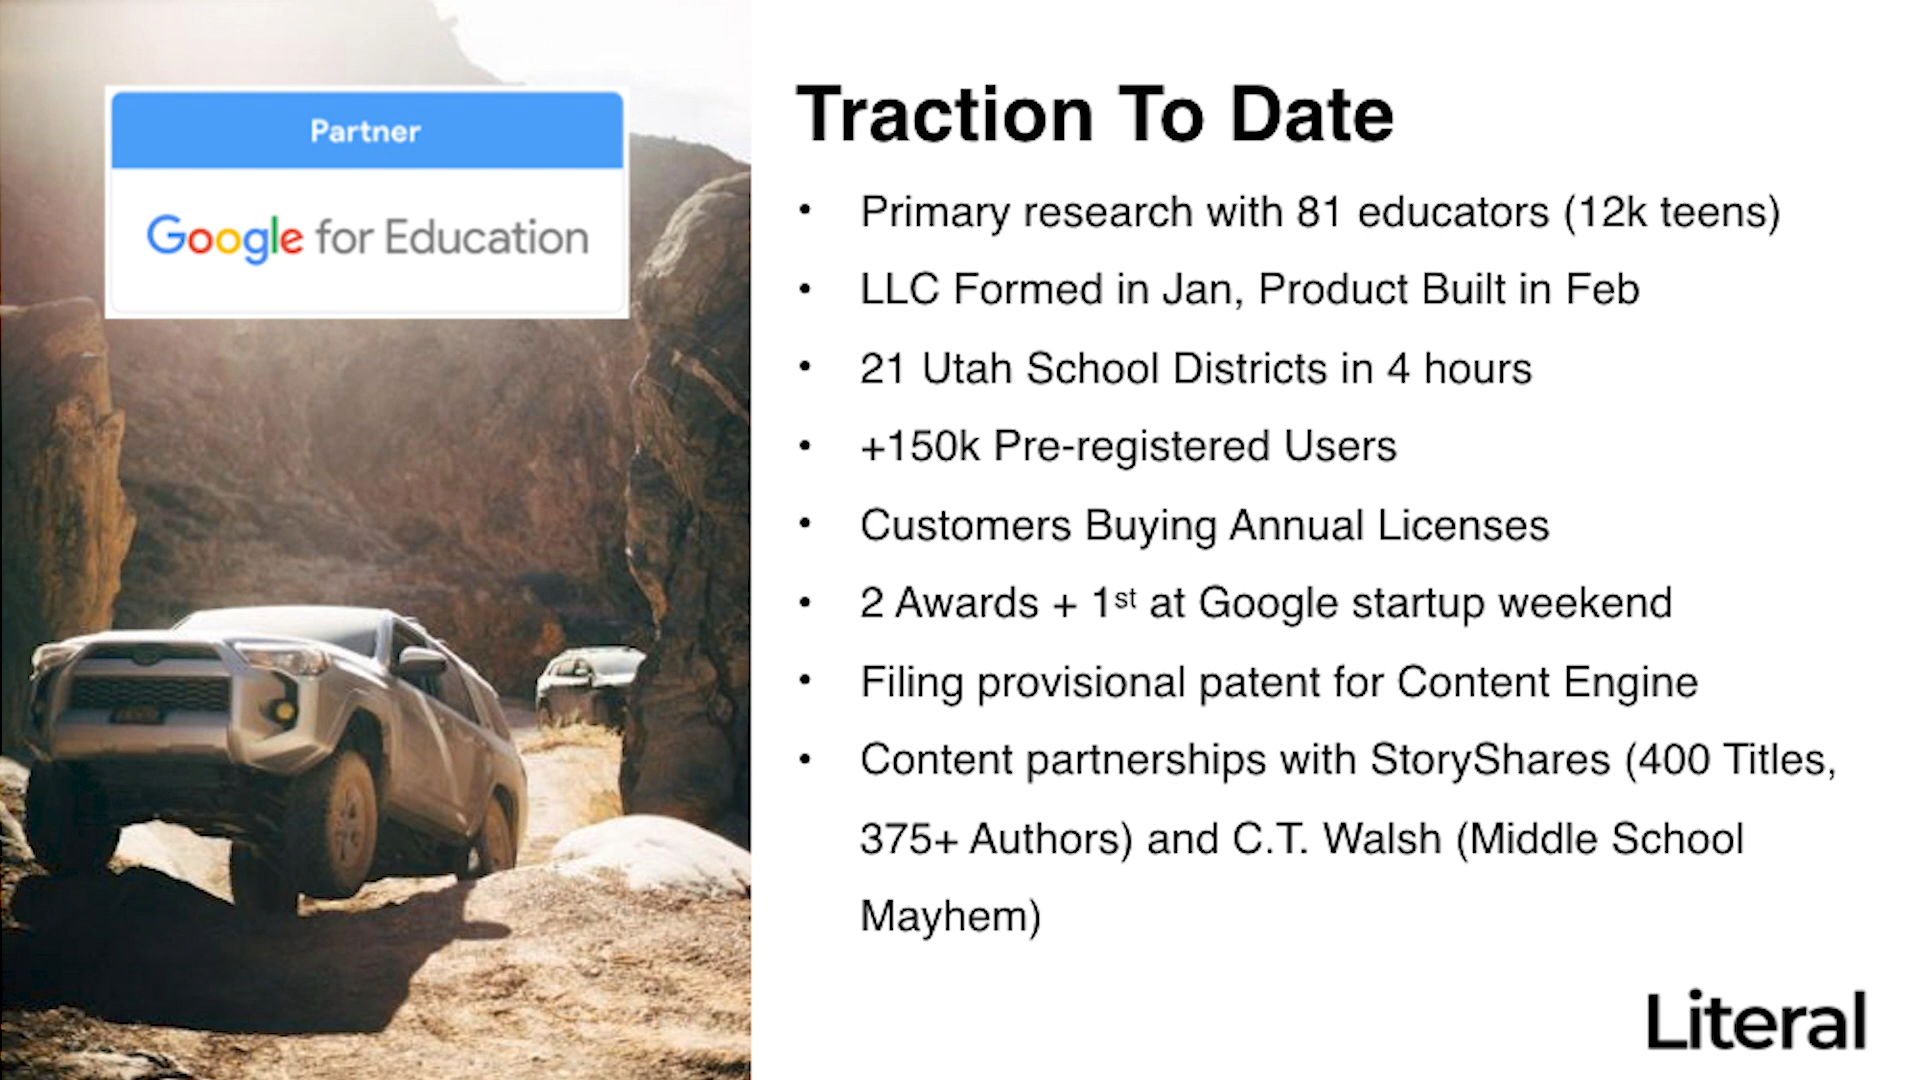 Partner
Google for Education
Traction To Date
• Primary research with 81 educators (12k teens)
• LLC Formed in Jan, Product Built in Feb
• 21 Utah School Districts in 4 hours
• +150k Pre-registered Users
• Customers Buying Annual Licenses
• 2 Awards + 1st at Google startup weekend
• Filing provisional patent for Content Engine
• Content partnerships with StoryShares (400 Titles,
375+ Authors) and C.T. Walsh (Middle School
Mayhem)
Literal